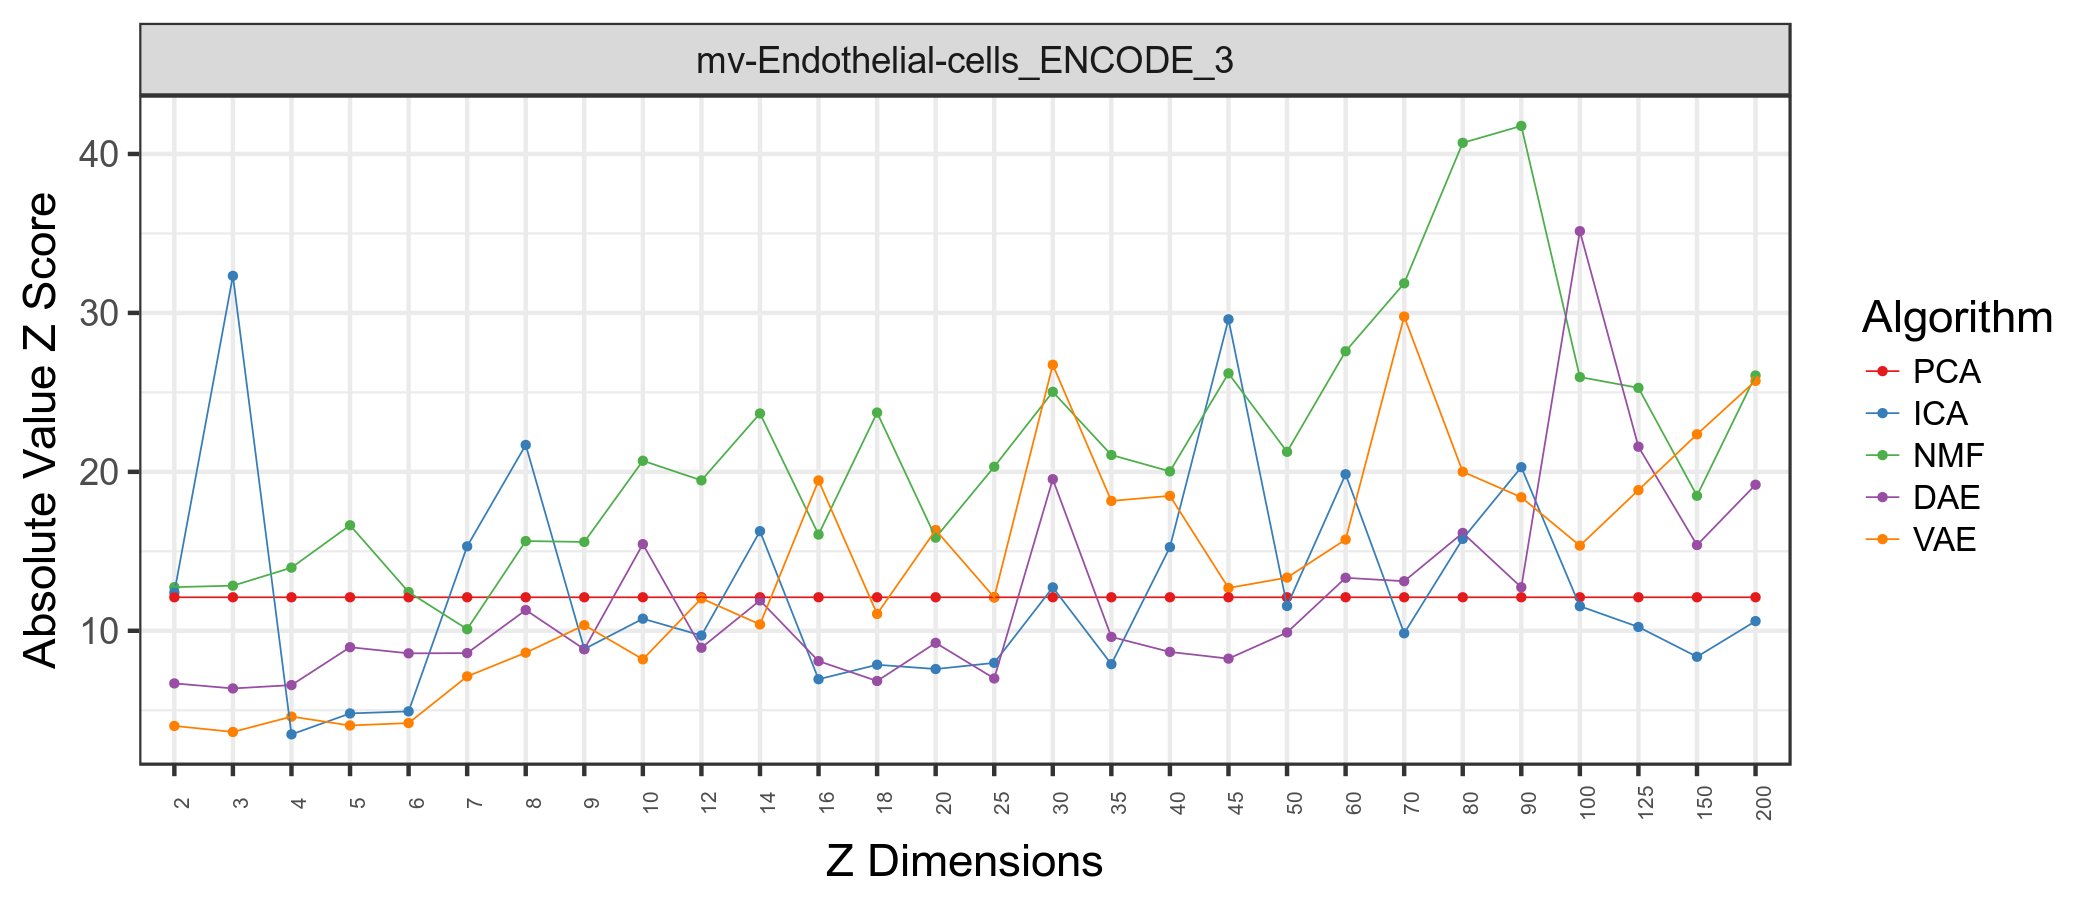 mv-Endothelial-cells_ENCODE_3
Absolute Value Z Score
40
30
20
10
2 3 4 5 6 7 8 9 10 12 14 16 18 20 25 30 35 40 45 50 60 70 80 90 100 125 150 200
Z Dimensions
Algorithm
PCA
ICA
NMF
DAE
VAE